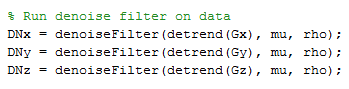 % Run denoise filter on data
DNx = denoiseFilter(detrend(Gx), mu, rho);
DNy = denoiseFilter(detrend(Gy), mu, rho);
DNz = denoiseFilter(detrend(Gz), mu, rho);